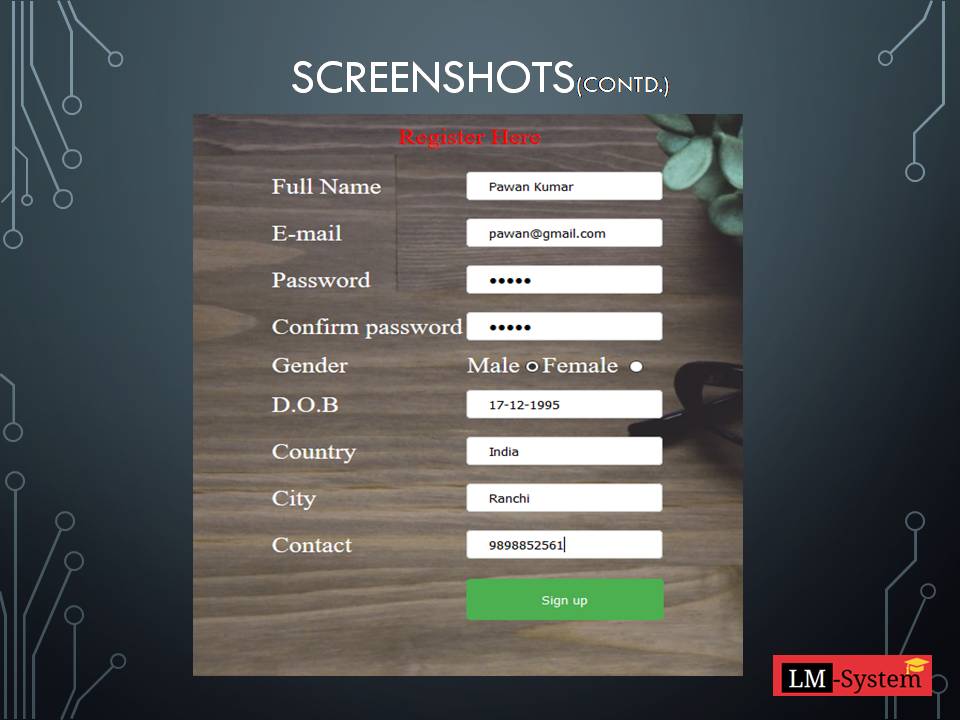 SCREENSHOTS(CONTD.)
Register Here
Full Name Pawan Kumar
E-mail pawan@gmail.com
Password •••••
Confirm password •••••
Gender Male Female
D.O.B 17-12-1995
Country India
City Ranchi
Contact 9898852561
Sign up
LM-System